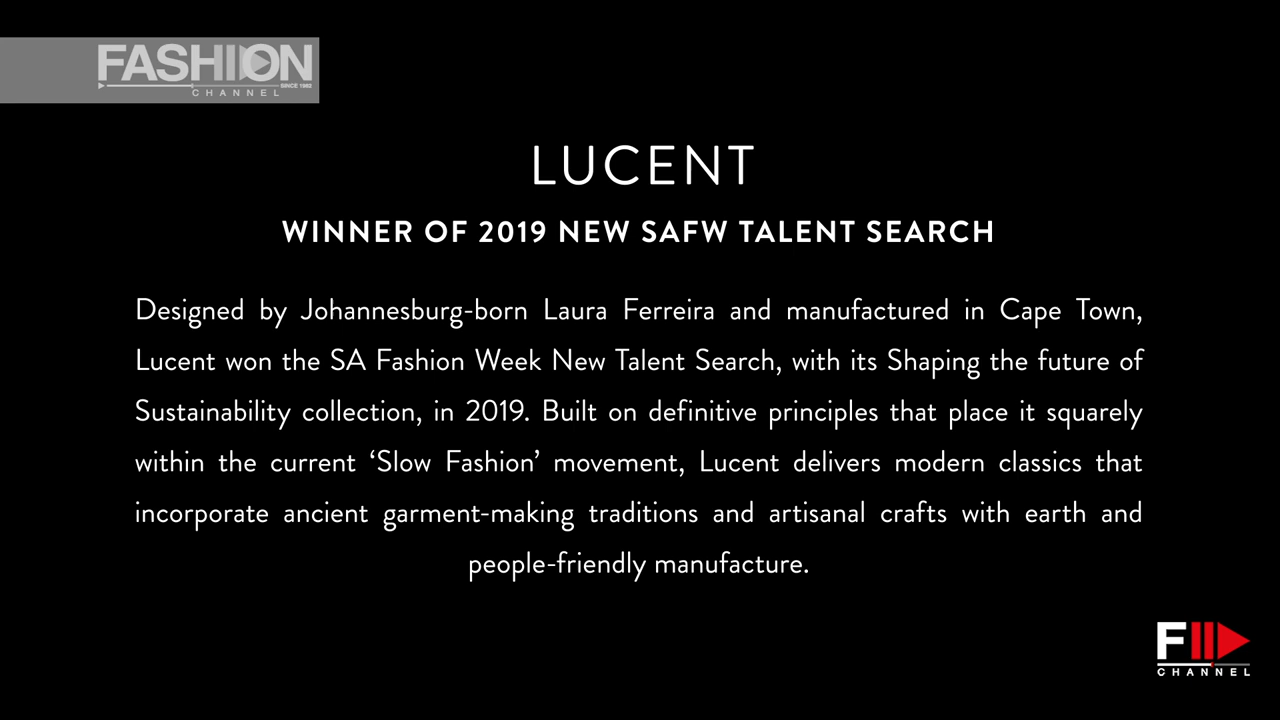 FASHION
CHANNEL
SINCE 1982
LUCENT
WINNER OF 2019 NEW SAFW TALENT SEARCH
Designed by Johannesburg-born Laura Ferreira and manufactured in Cape Town,
Lucent won the SA Fashion Week New Talent Search, with its Shaping the future of
Sustainability collection, in 2019. Built on definitive principles that place it squarely
within the current ‘Slow Fashion’ movement, Lucent delivers modern classics that
incorporate ancient garment-making traditions and artisanal crafts with earth and
people-friendly manufacture.
F
CHANNEL